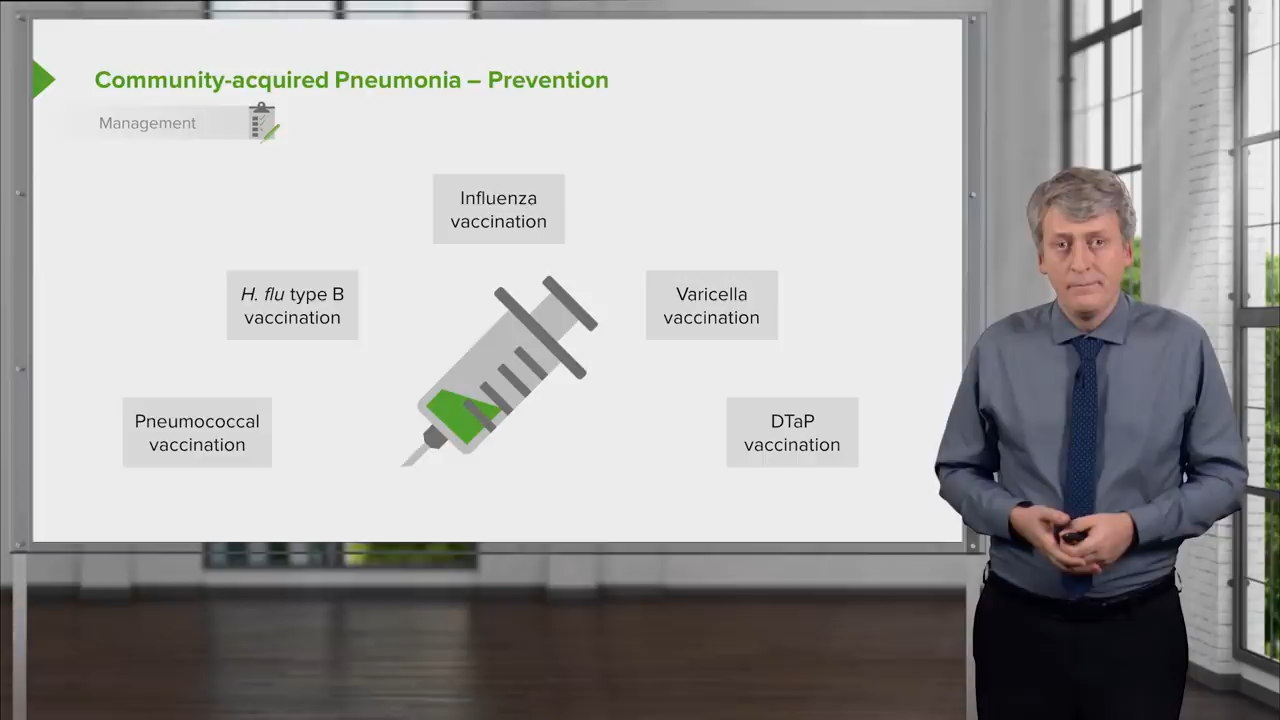 Community-acquired Pneumonia – Prevention
Management
Influenza
vaccination
H. flu type B
vaccination
Varicella
vaccination
Pneumococcal
vaccination
DTaP
vaccination